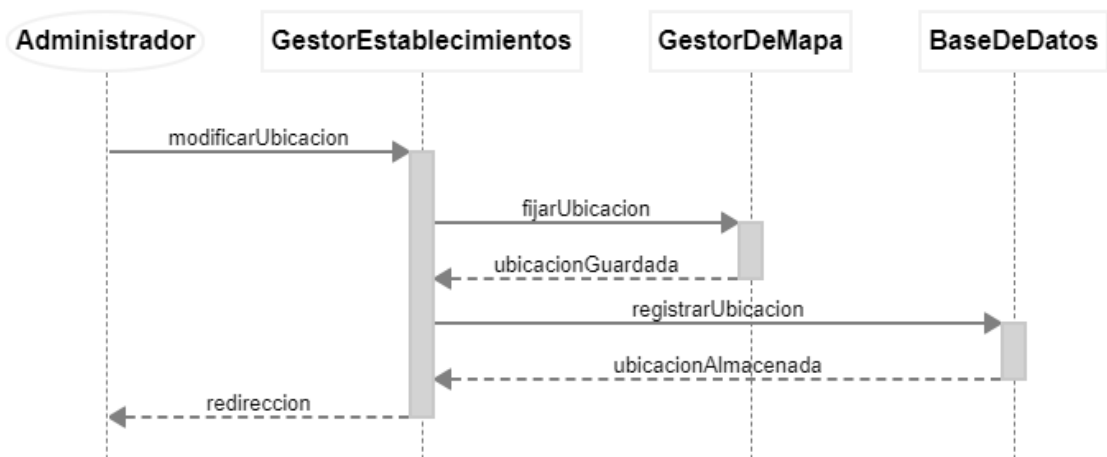 Administrador GestorEstablecimientos GestorDeMapa BaseDeDatos
modificarUbicacion
fijarUbicacion
ubicacionGuardada
registrarUbicacion
ubicacionAlmacenada
redireccion